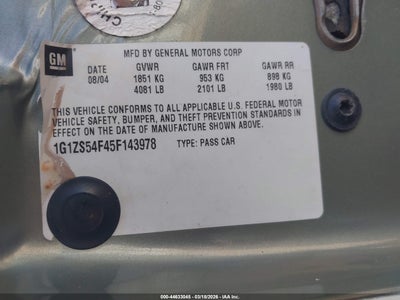 GM
MFD BY GENERAL MOTORS CORP
DATE GVWR GAWR FRT GAWR RR
08/04 1851 KG 953 KG 898 KG
4081 LB 2101 LB 1980 LB
THIS VEHICLE CONFORMS TO ALL APPLICABLE U.S. FEDERAL MOTOR
VEHICLE SAFETY, BUMPER, AND THEFT PREVENTION STANDARDS IN
EFFECT ON THE DATE OF MANUFACTURE SHOWN ABOVE.
1G1ZS54F45F143978 TYPE: PASS CAR
000-44633045 - 03/18/2026 - IAA Inc.